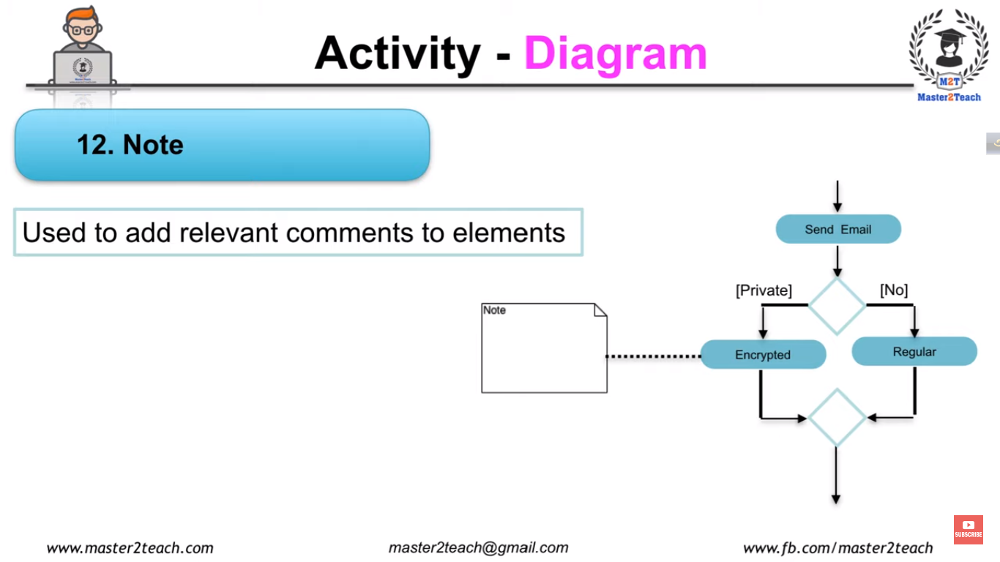 Activity - Diagram
M2T
Master2Teach
12. Note
Used to add relevant comments to elements
Send Email
[Private]
[No]
Note
Encrypted
Regular
SUBSCRIBE
www.master2teach.com
master2teach@gmail.com
www.fb.com/master2teach